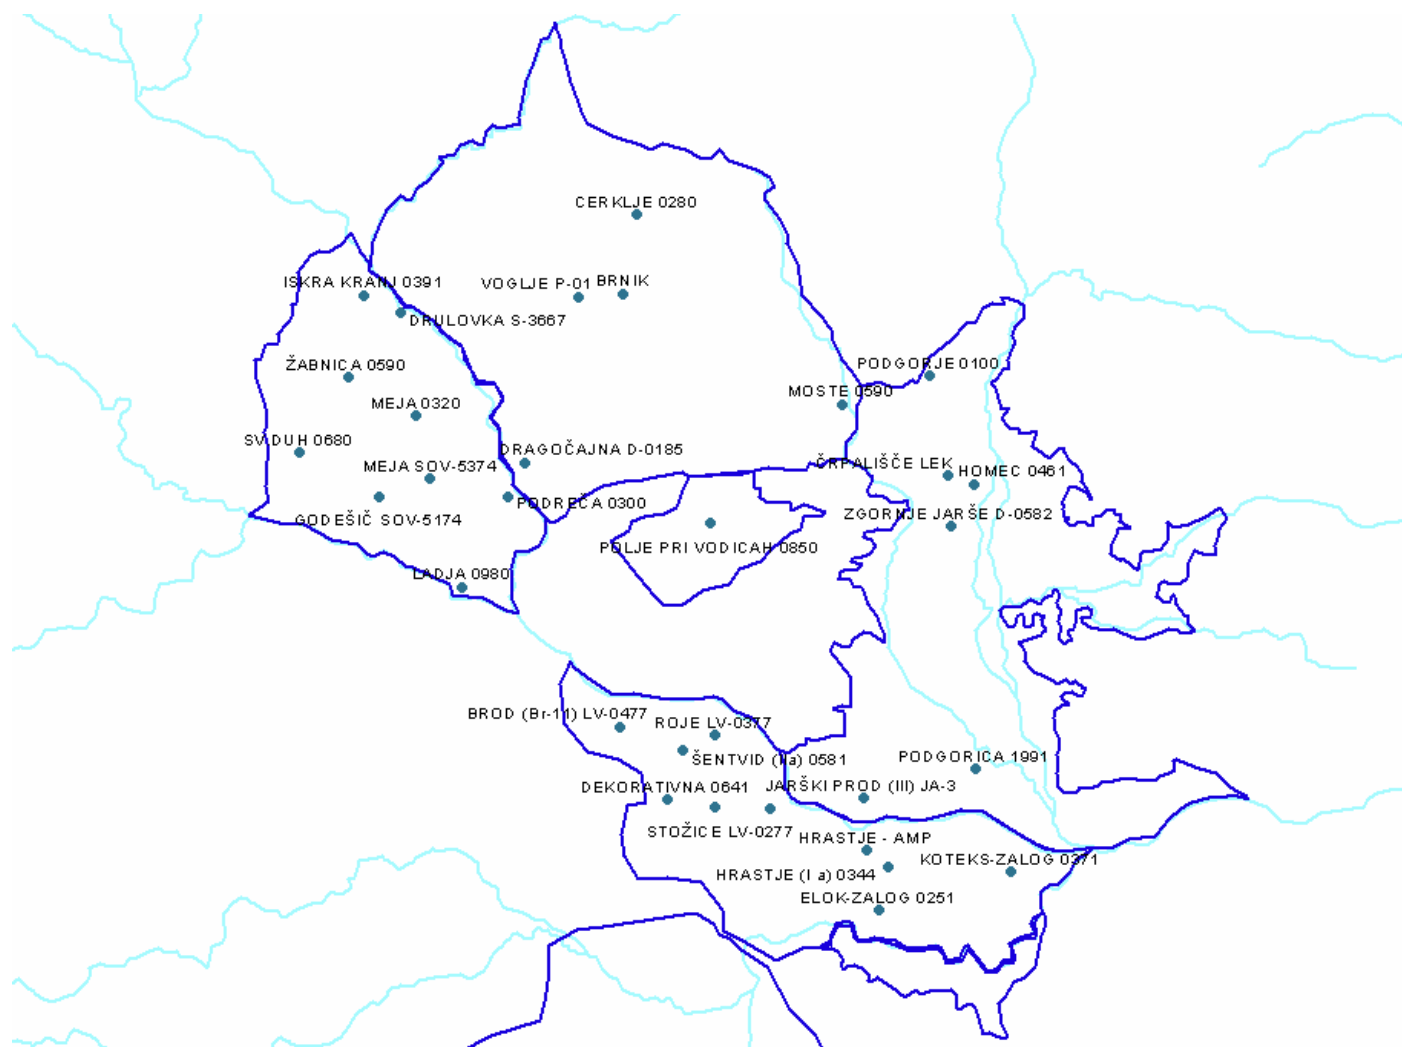 CERKLJE 0280
ISKRA KRANJ 0391
VOGLJE P-01
BRNIK
DRULOVKA S-3667
ŽABNICA 0590
PODGORJE 0100
MEJA 0320
MOSTE 0590
SV.DUH 0680
DRAGOČAJNA D-0185
MEJA SOV-5374
ČRPALIŠČE LEK
HOMEC 0461
PODREČA 0300
GODEŠIČ SOV-5174
ZGORNJE JARŠE D-0582
POLJE PRI VODICAH 0850
LADJA 0980
BROD (Br-11) LV-0477
ROJE LV-0377
ŠENTVID (IIa) 0581
PODGORICA 1991
DEKORATIVNA 0641
JARŠKI PROD (III) JA-3
STOŽICE LV-0277
HRASTJE - AMP
KOTEKS-ZALOG 0371
HRASTJE (I a) 0344
ELOK-ZALOG 0251